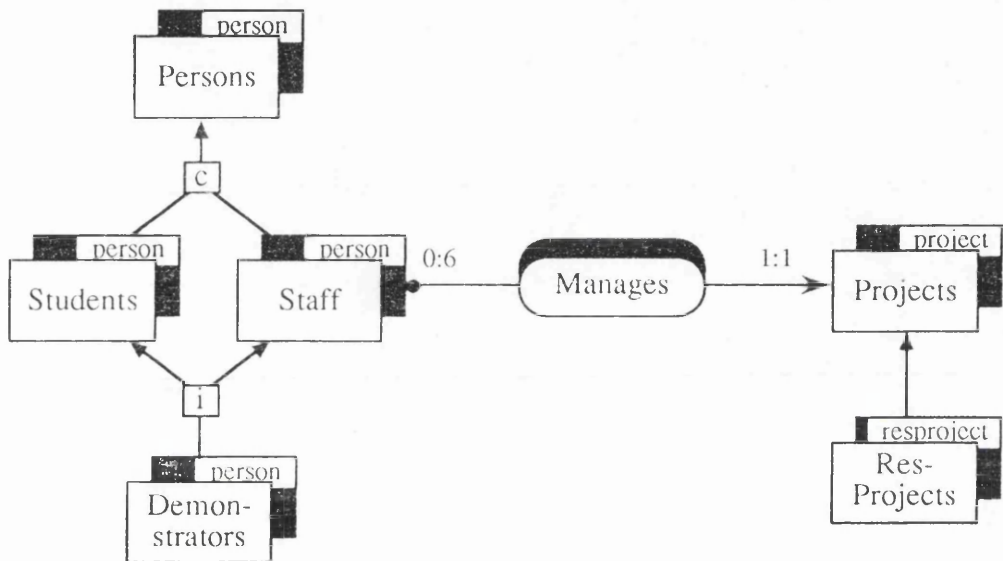 person
Persons
c
person
Students
person
Staff
0:6
Manages
1:1
project
Projects
i
person
Demon-
strators
resproject
Res-
Projects